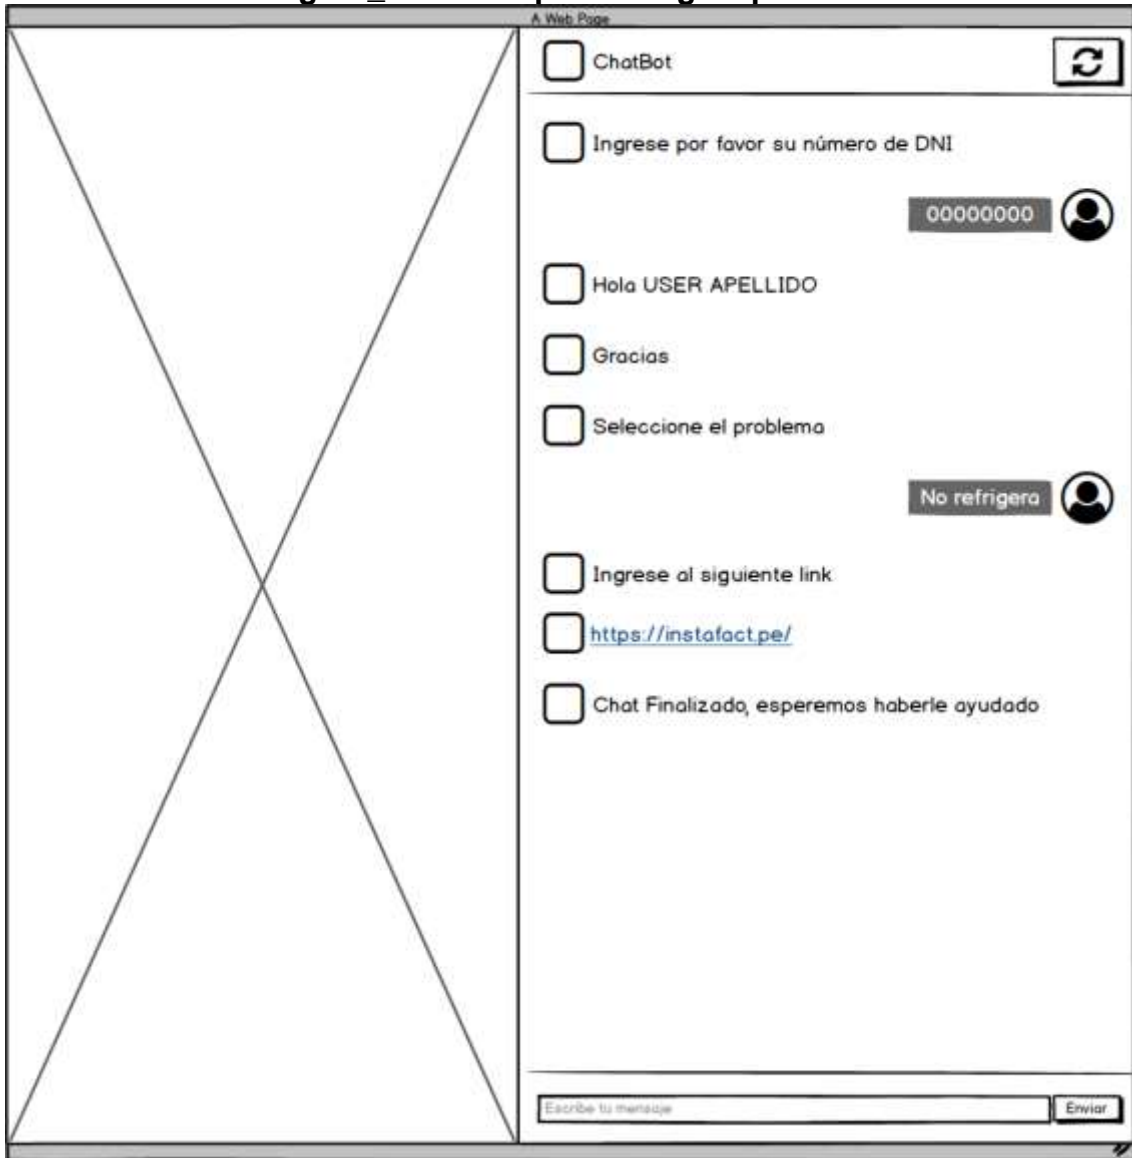 A Web Page
ChatBot
Ingrese por favor su número de DNI
00000000
Hola USER APELLIDO
Gracias
Seleccione el problema
No refrigera
Ingrese al siguiente link
https://instafact.pe/
Chat Finalizado, esperemos haberle ayudado
Escribe tu mensaje
Enviar